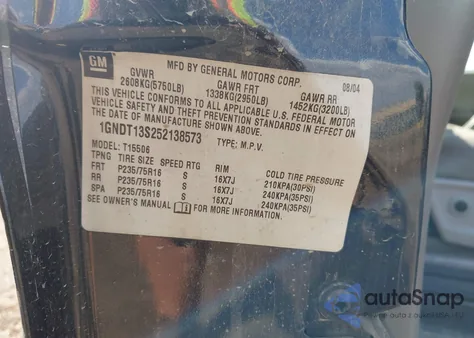 GM
MFD BY GENERAL MOTORS CORP. 08/04
GVWR GAWR FRT GAWR RR
2608KG(5750LB) 1338KG(2950LB) 1452KG(3200LB)
THIS VEHICLE CONFORMS TO ALL APPLICABLE U.S. FEDERAL MOTOR
VEHICLE SAFETY AND THEFT PREVENTION STANDARDS IN EFFECT ON
THE DATE OF MANUFACTURE SHOWN ABOVE.
1GNDT13S252138573 TYPE: M.P.V.
MODEL: T15506
TPNG TIRE SIZE SPEED RTG RIM COLD TIRE PRESSURE
FRT P235/75R16 S 16X7J 210KPA(30PSI)
RR P235/75R16 S 16X7J 240KPA(35PSI)
SPA P235/75R16 S 16X7J 240KPA(35PSI)
SEE OWNER'S MANUAL FOR MORE INFORMATION.
autoSnap